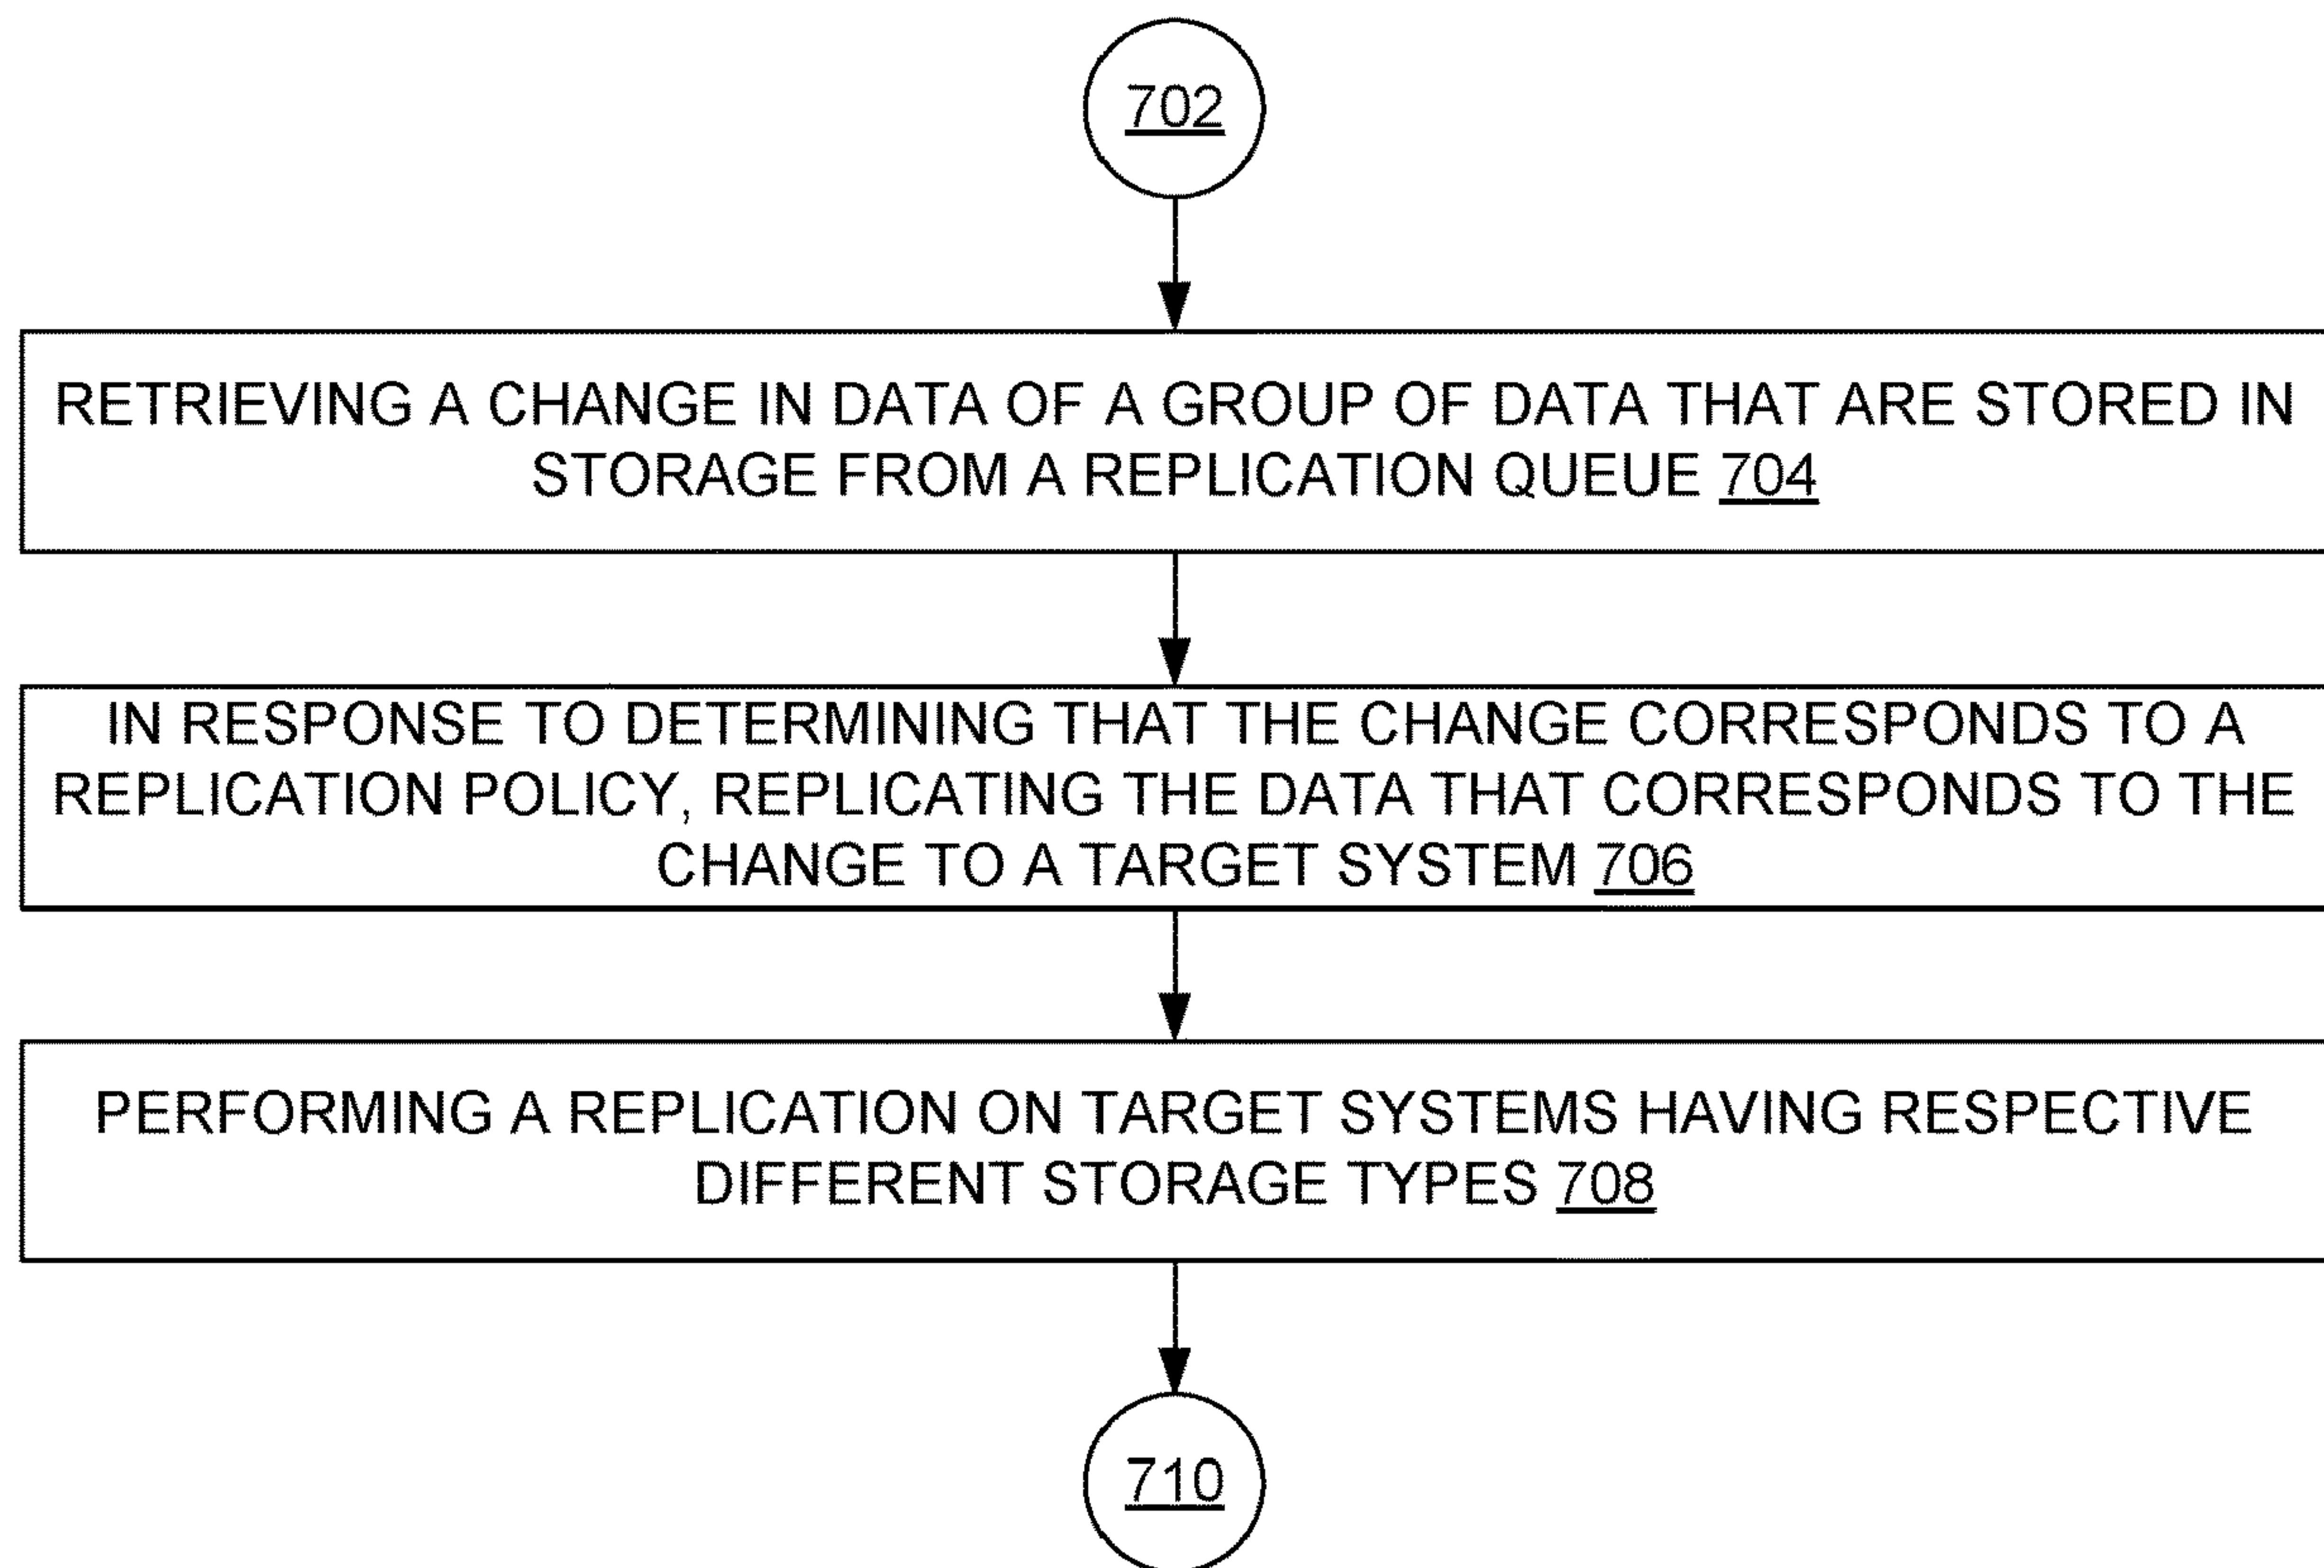 702
RETRIEVING A CHANGE IN DATA OF A GROUP OF DATA THAT ARE STORED IN
STORAGE FROM A REPLICATION QUEUE 704
IN RESPONSE TO DETERMINING THAT THE CHANGE CORRESPONDS TO A
REPLICATION POLICY, REPLICATING THE DATA THAT CORRESPONDS TO THE
CHANGE TO A TARGET SYSTEM 706
PERFORMING A REPLICATION ON TARGET SYSTEMS HAVING RESPECTIVE
DIFFERENT STORAGE TYPES 708
710